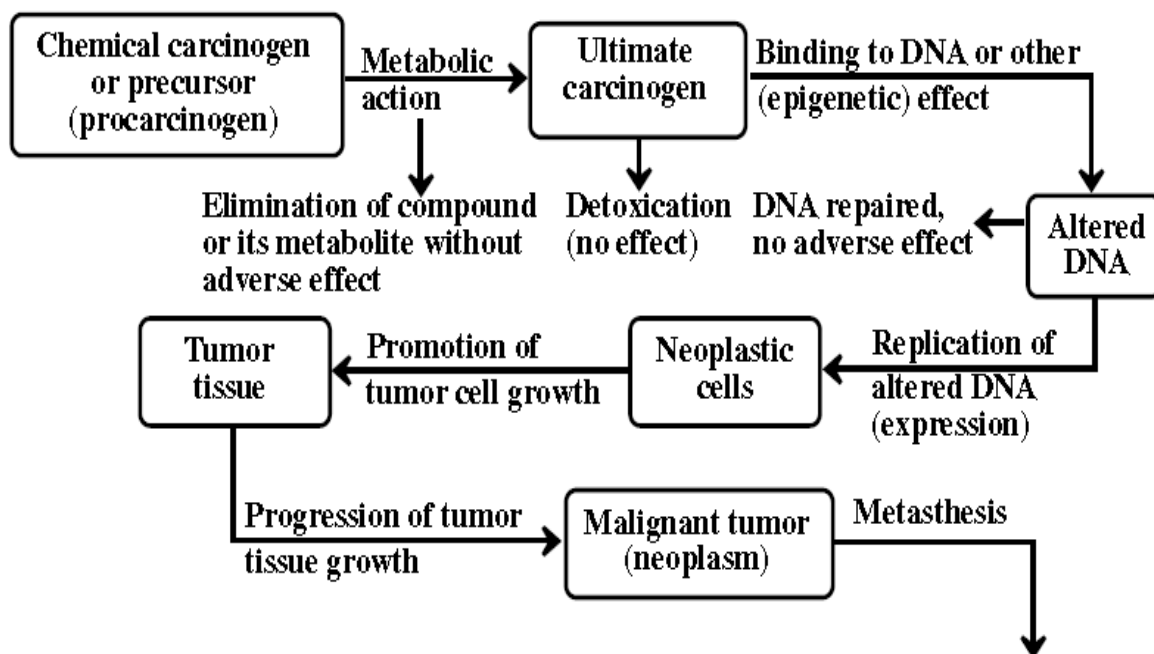 Chemical carcinogen
or precursor
(procarcinogen)
Metabolic
action
Ultimate
carcinogen
Binding to DNA or other
(epigenetic) effect
Elimination of compound
or its metabolite without
adverse effect
Detoxication
(no effect)
DNA repaired,
no adverse effect
Altered
DNA
Replication of
altered DNA
(expression)
Neoplastic
cells
Promotion of
tumor cell growth
Tumor
tissue
Progression of tumor
tissue growth
Malignant tumor
(neoplasm)
Metasthesis